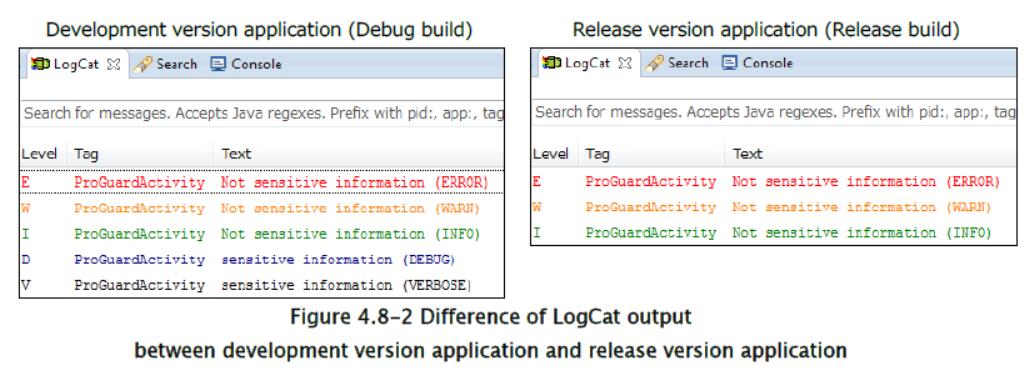 Development version application (Debug build)
LogCat Search Console
Search for messages. Accepts Java regexes. Prefix with pid:, app:, tag
Level Tag Text
E ProGuardActivity Not sensitive information (ERROR)
W ProGuardActivity Not sensitive information (WARN)
I ProGuardActivity Not sensitive information (INFO)
D ProGuardActivity sensitive information (DEBUG)
V ProGuardActivity sensitive information (VERBOSE)
Release version application (Release build)
LogCat Search Console
Search for messages. Accepts Java regexes. Prefix with pid:, app:, tag
Level Tag Text
E ProGuardActivity Not sensitive information (ERROR)
W ProGuardActivity Not sensitive information (WARN)
I ProGuardActivity Not sensitive information (INFO)
Figure 4.8-2 Difference of LogCat output
between development version application and release version application